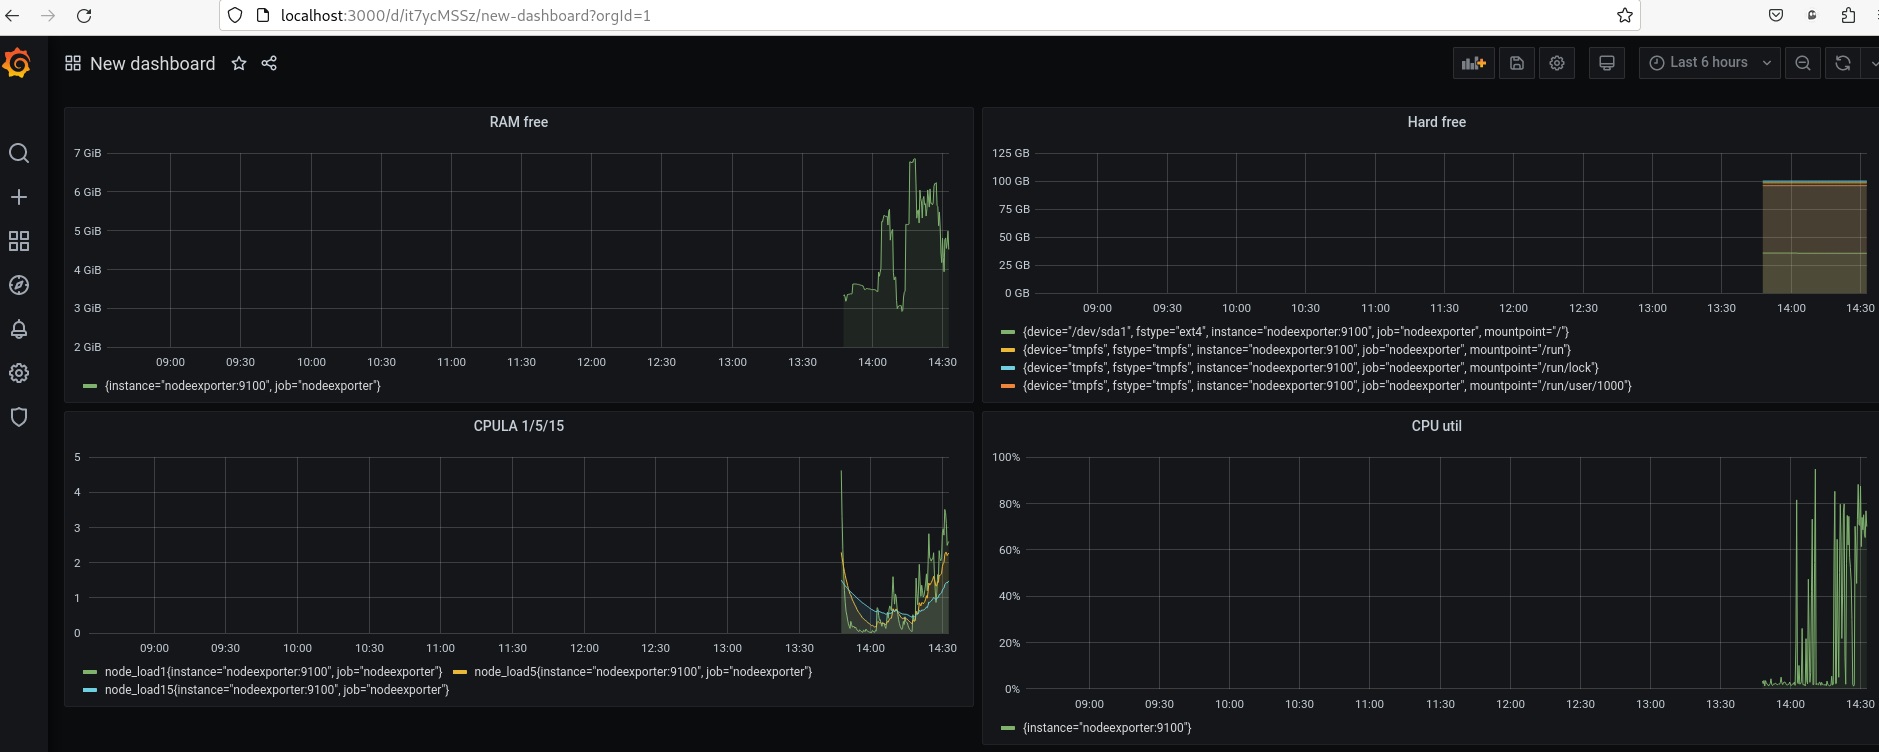 localhost:3000/d/it7ycMSSz/new-dashboard?orgId=1
New dashboard
Last 6 hours
RAM free
7 GiB
6 GiB
5 GiB
4 GiB
3 GiB
2 GiB
09:00 09:30 10:00 10:30 11:00 11:30 12:00 12:30 13:00 13:30 14:00 14:30
{instance="nodeexporter:9100", job="nodeexporter"}
Hard free
125 GB
100 GB
75 GB
50 GB
25 GB
0 GB
09:00 09:30 10:00 10:30 11:00 11:30 12:00 12:30 13:00 13:30 14:00 14:30
{device="/dev/sda1", fstype="ext4", instance="nodeexporter:9100", job="nodeexporter", mountpoint="/"}
{device="tmpfs", fstype="tmpfs", instance="nodeexporter:9100", job="nodeexporter", mountpoint="/run"}
{device="tmpfs", fstype="tmpfs", instance="nodeexporter:9100", job="nodeexporter", mountpoint="/run/lock"}
{device="tmpfs", fstype="tmpfs", instance="nodeexporter:9100", job="nodeexporter", mountpoint="/run/user/1000"}
CPULA 1/5/15
5
4
3
2
1
0
09:00 09:30 10:00 10:30 11:00 11:30 12:00 12:30 13:00 13:30 14:00 14:30
node_load1{instance="nodeexporter:9100", job="nodeexporter"} node_load5{instance="nodeexporter:9100", job="nodeexporter"}
node_load15{instance="nodeexporter:9100", job="nodeexporter"}
CPU util
100%
80%
60%
40%
20%
0%
09:00 09:30 10:00 10:30 11:00 11:30 12:00 12:30 13:00 13:30 14:00 14:30
{instance="nodeexporter:9100"}